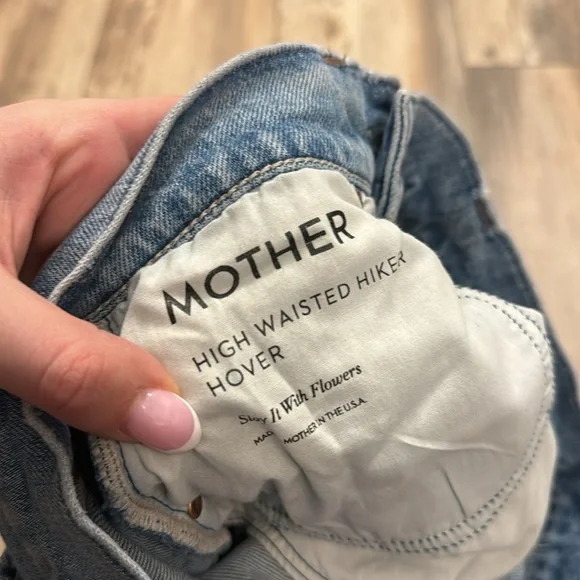 MOTHER
HIGH WAISTED HIKER
HOVER
It With Flowers
MOTHER IN THE U.S.A.